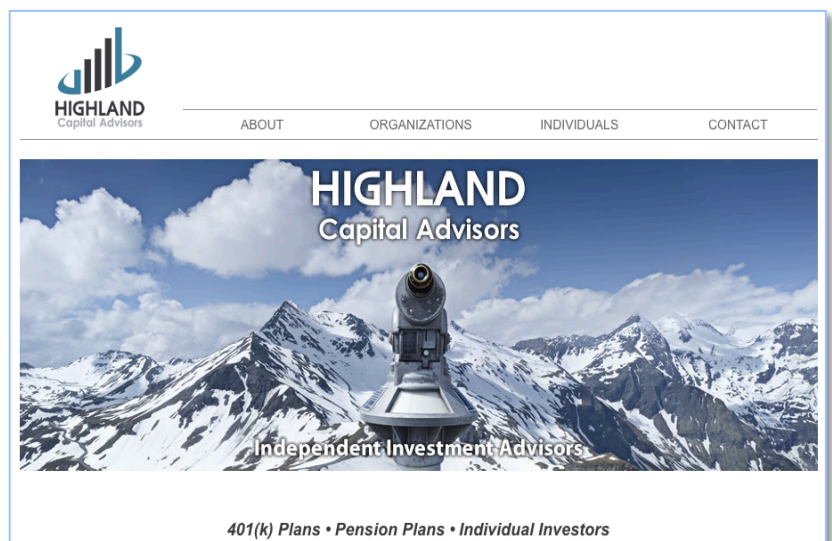 HIGHLAND
Capital Advisors
ABOUT ORGANIZATIONS INDIVIDUALS CONTACT
HIGHLAND
Capital Advisors
Independent Investment Advisors
401(k) Plans • Pension Plans • Individual Investors